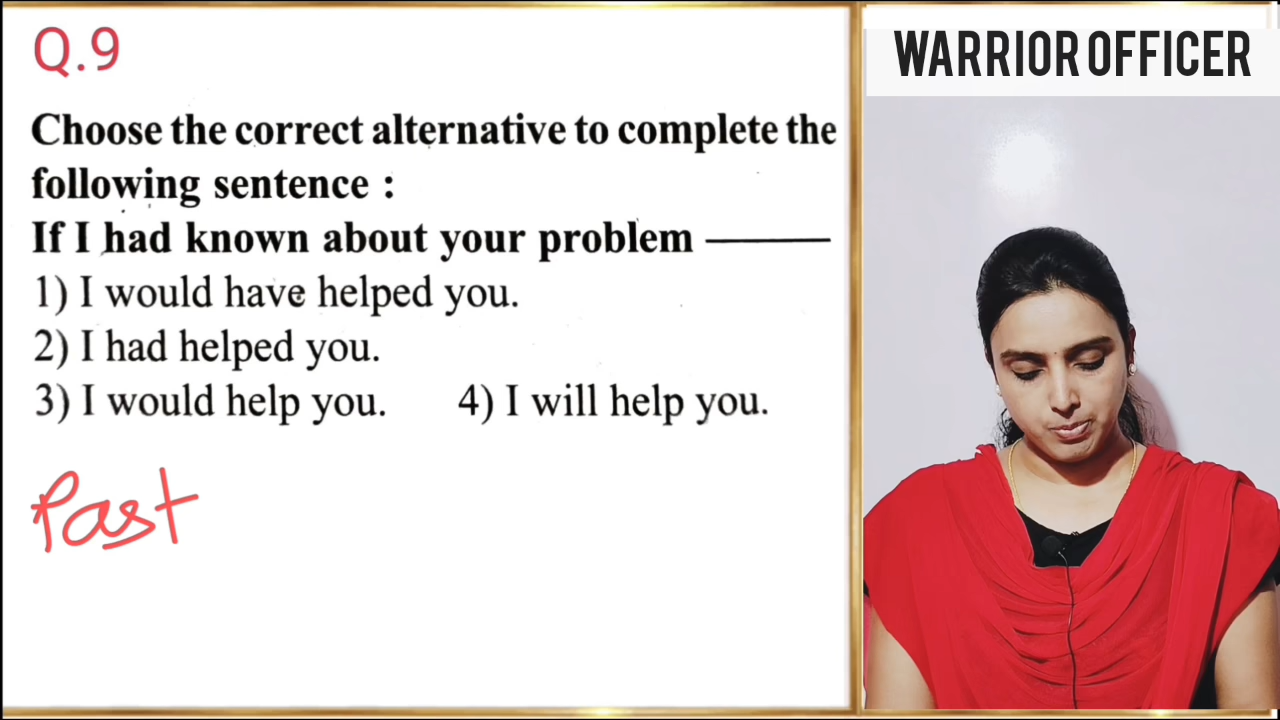 Q.9
WARRIOR OFFICER
Choose the correct alternative to complete the
following sentence :
If I had known about your problem ———
1) I would have helped you.
2) I had helped you.
3) I would help you. 4) I will help you.
Past